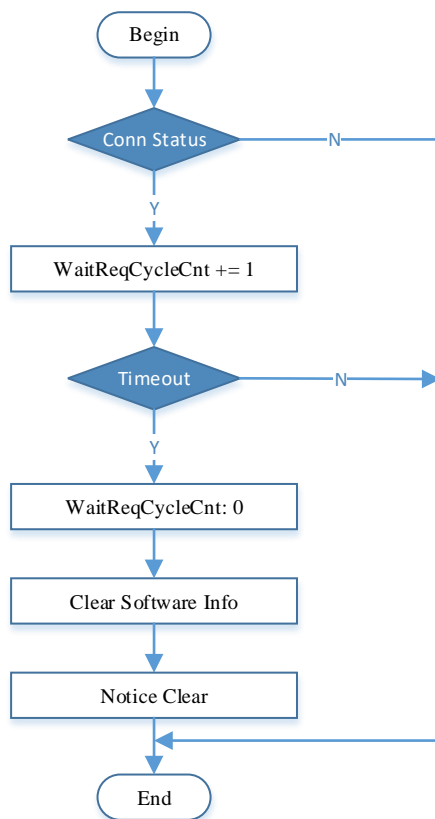 Begin
Conn Status
N
Y
WaitReqCycleCnt += 1
Timeout
N
Y
WaitReqCycleCnt: 0
Clear Software Info
Notice Clear
End